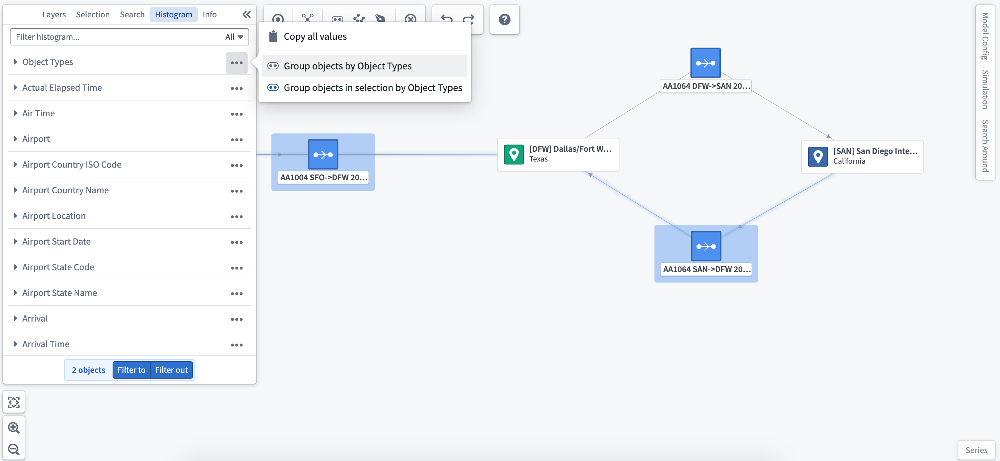 Layers Selection Search Histogram Info
Filter histogram... All
Object Types
Actual Elapsed Time
Air Time
Airport
Airport Country ISO Code
Airport Country Name
Airport Location
Airport Start Date
Airport State Code
Airport State Name
Arrival
Arrival Time
2 objects Filter to Filter out
Copy all values
Group objects by Object Types
Group objects in selection by Object Types
AA1064 DFW->SAN 20...
AA1004 SFO->DFW 20...
[DFW] Dallas/Fort W...
Texas
[SAN] San Diego Inte...
California
AA1064 SAN->DFW 20...
Model Config
Simulation
Search Around
Series